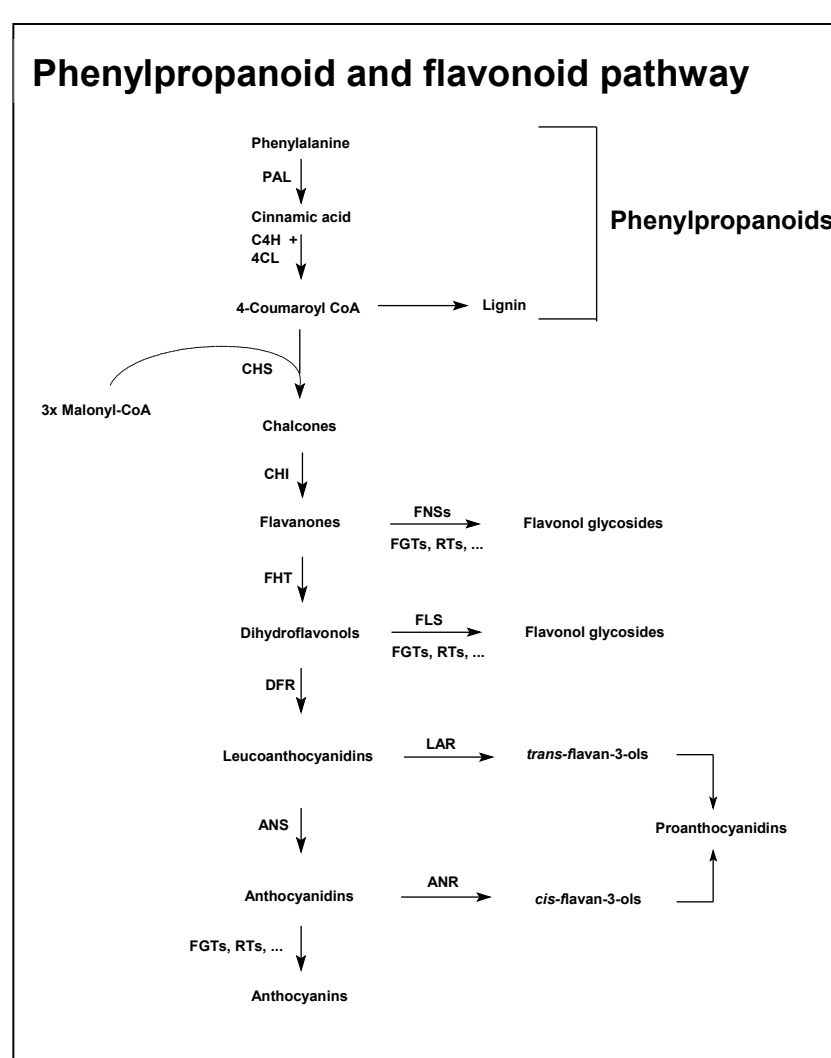 Phenylpropanoid and flavonoid pathway
Phenylalanine
PAL
Cinnamic acid
Phenylpropanoids
C4H +
4CL
4-Coumaroyl CoA
Lignin
CHS
3x Malonyl-CoA
Chalcones
CHI
Flavanones
FNSs
FGTs, RTs, ...
Flavonol glycosides
FHT
Dihydroflavonols
FLS
FGTs, RTs, ...
Flavonol glycosides
DFR
Leucoanthocyanidins
LAR
trans-flavan-3-ols
ANS
Proanthocyanidins
Anthocyanidins
ANR
cis-flavan-3-ols
FGTs, RTs, ...
Anthocyanins